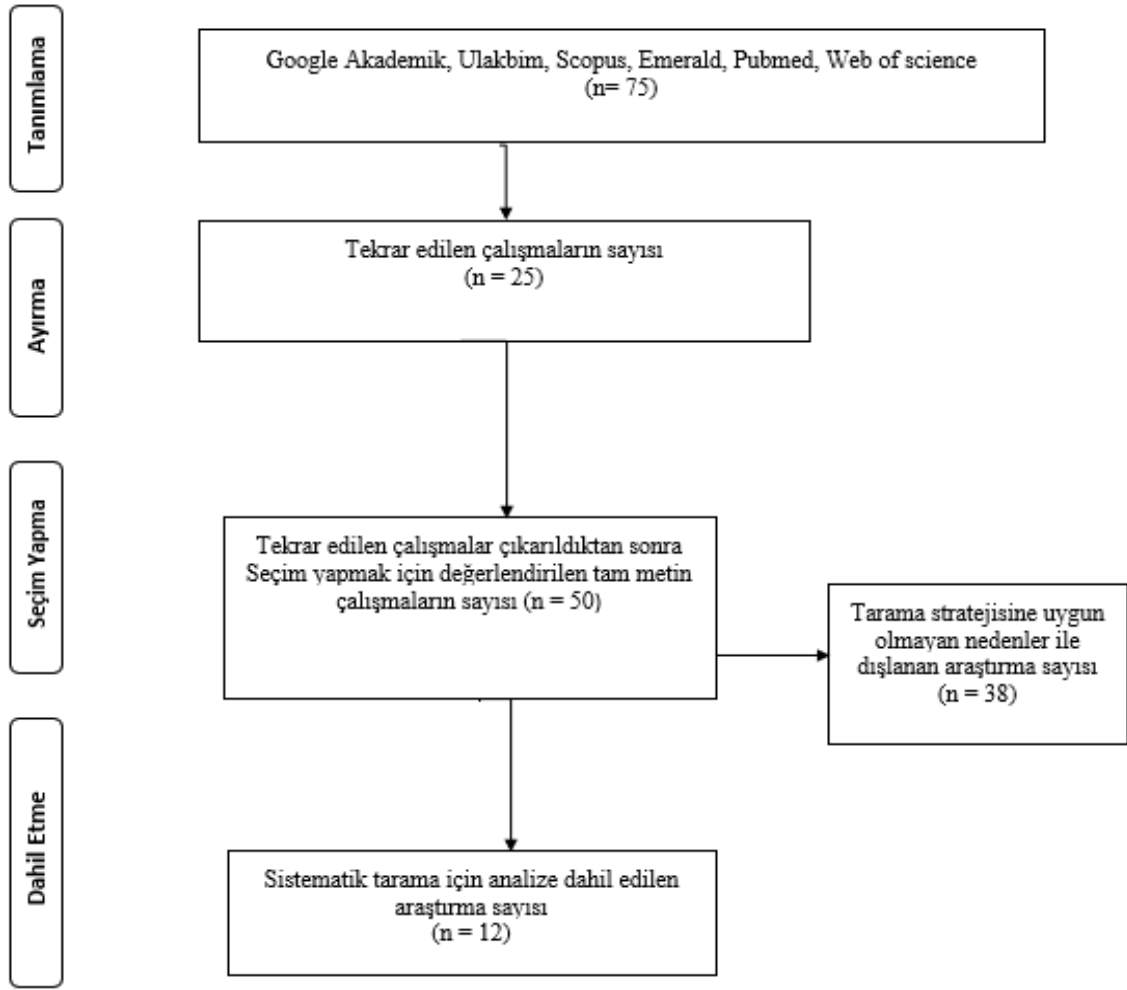 Tanımlama
Google Akademik, Ulakbim, Scopus, Emerald, Pubmed, Web of science
(n= 75)
Ayırma
Tekrar edilen çalışmaların sayısı
(n = 25)
Seçim Yapma
Tekrar edilen çalışmalar çıkarıldıktan sonra
Seçim yapmak için değerlendirilen tam metin
çalışmaların sayısı (n = 50)
Tarama stratejisine uygun
olmayan nedenler ile
dışlanan araştırma sayısı
(n = 38)
Dahil Etme
Sistematik tarama için analize dahil edilen
araştırma sayısı
(n = 12)